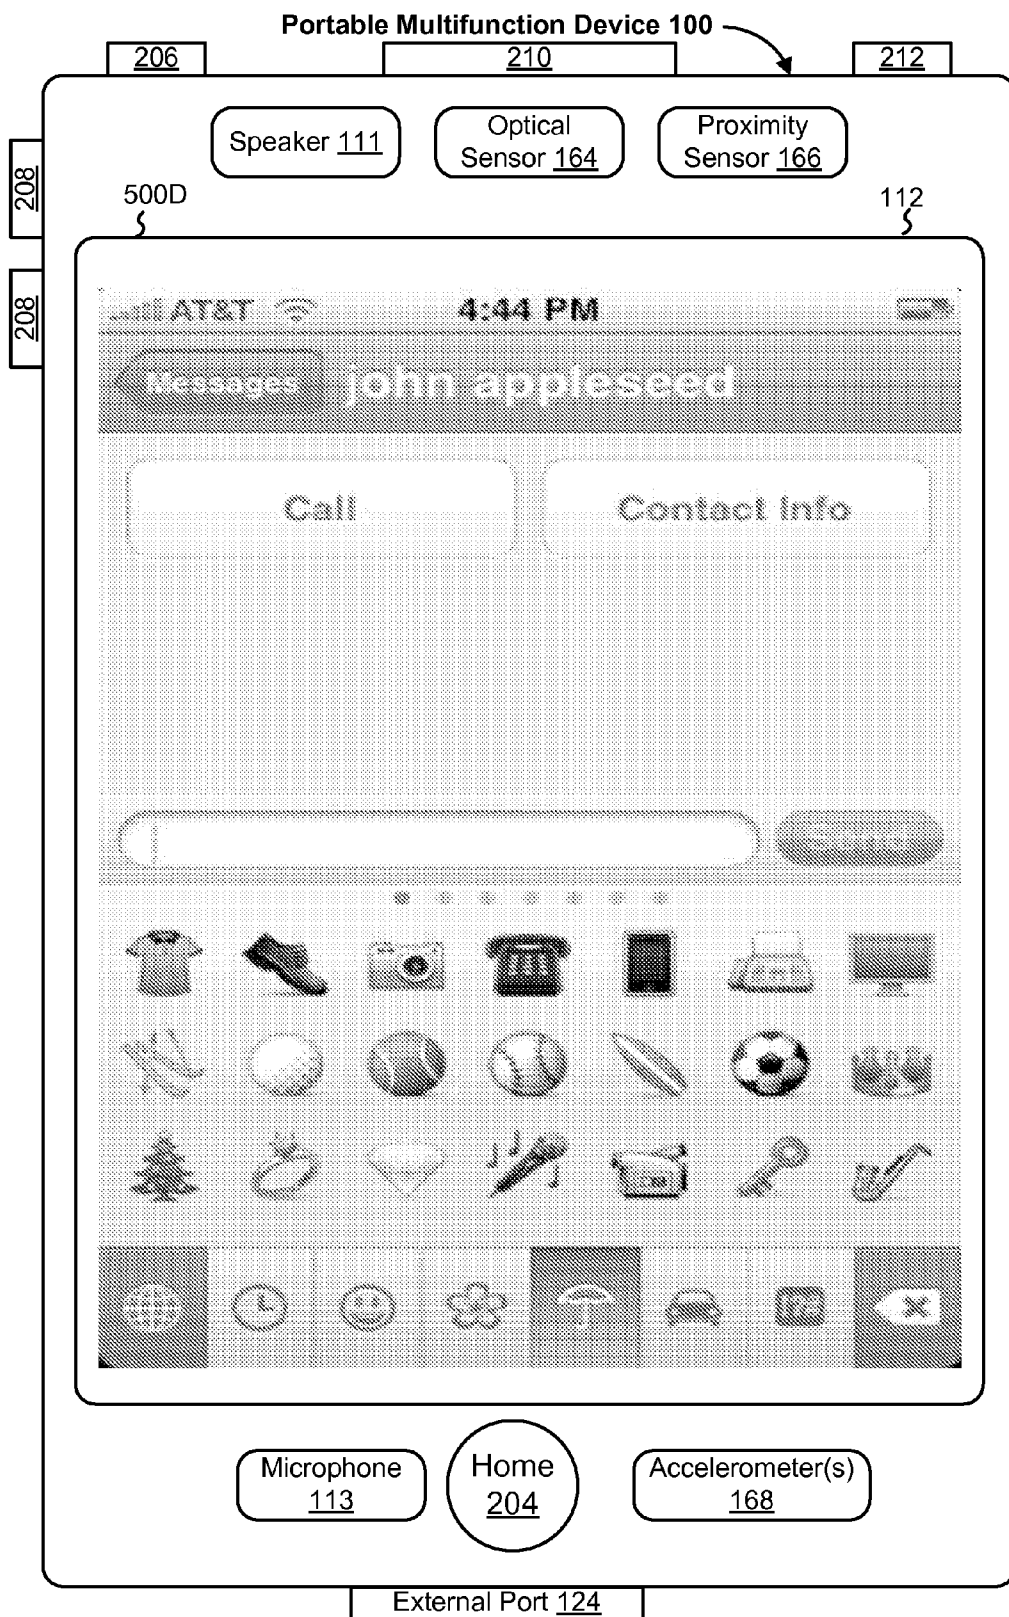 Portable Multifunction Device 100
206
210
212
208
208
Speaker 111
Optical
Sensor 164
Proximity
Sensor 166
500D
112
AT&T
4:44 PM
Messages
john appleseed
Call
Contact Info
Send
Microphone
113
Home
204
Accelerometer(s)
168
External Port 124